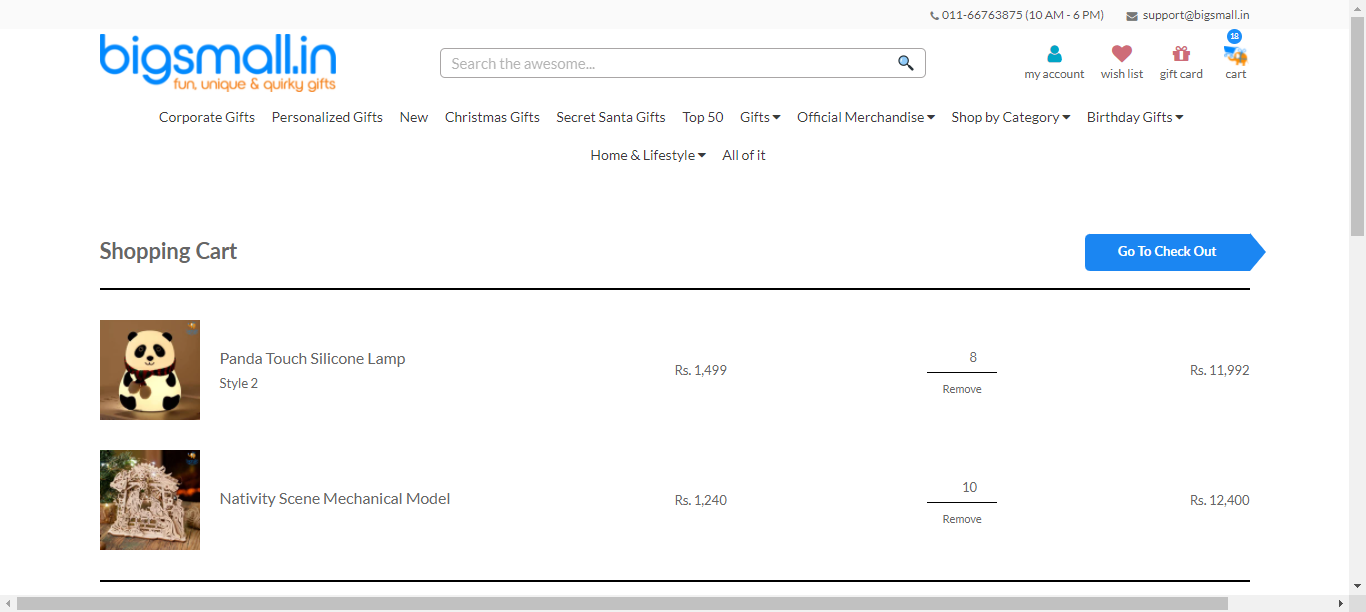 011-66763875 (10 AM - 6 PM) support@bigsmall.in
bigsmall.in
fun, unique & quirky gifts
Search the awesome...
18
my account wish list gift card cart
Corporate Gifts Personalized Gifts New Christmas Gifts Secret Santa Gifts Top 50 Gifts Official Merchandise Shop by Category Birthday Gifts
Home & Lifestyle All of it
Shopping Cart
Go To Check Out
Panda Touch Silicone Lamp
Style 2
Rs. 1,499
8
Remove
Rs. 11,992
Nativity Scene Mechanical Model
Rs. 1,240
10
Remove
Rs. 12,400